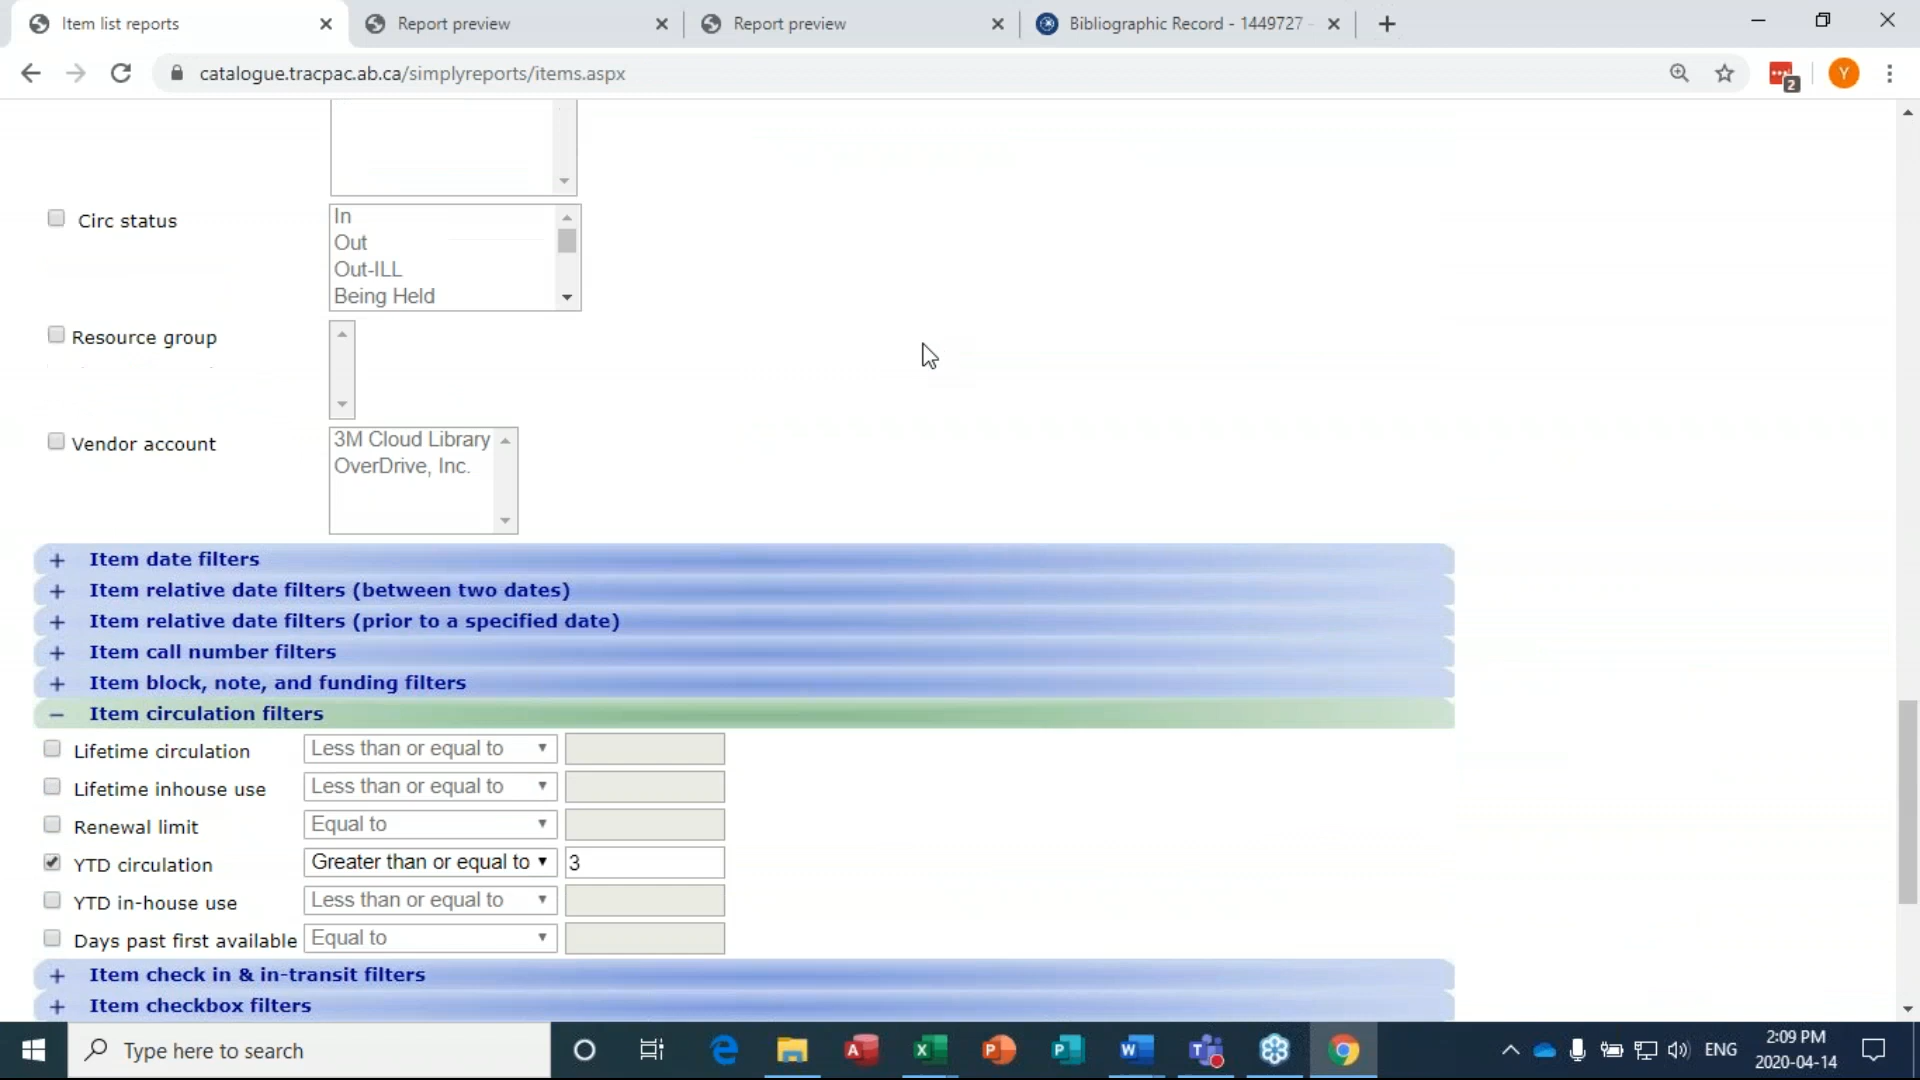 Item list reports
Report preview
Report preview
Bibliographic Record - 1449727 -
catalogue.tracpac.ab.ca/simplyreports/items.aspx
2
Y
Circ status
In
Out
Out-ILL
Being Held
Resource group
Vendor account
3M Cloud Library
OverDrive, Inc.
+ Item date filters
+ Item relative date filters (between two dates)
+ Item relative date filters (prior to a specified date)
+ Item call number filters
+ Item block, note, and funding filters
− Item circulation filters
Lifetime circulation Less than or equal to
Lifetime inhouse use Less than or equal to
Renewal limit Equal to
YTD circulation Greater than or equal to 3
YTD in-house use Less than or equal to
Days past first available Equal to
+ Item check in & in-transit filters
+ Item checkbox filters
Type here to search
ENG
2:09 PM
2020-04-14